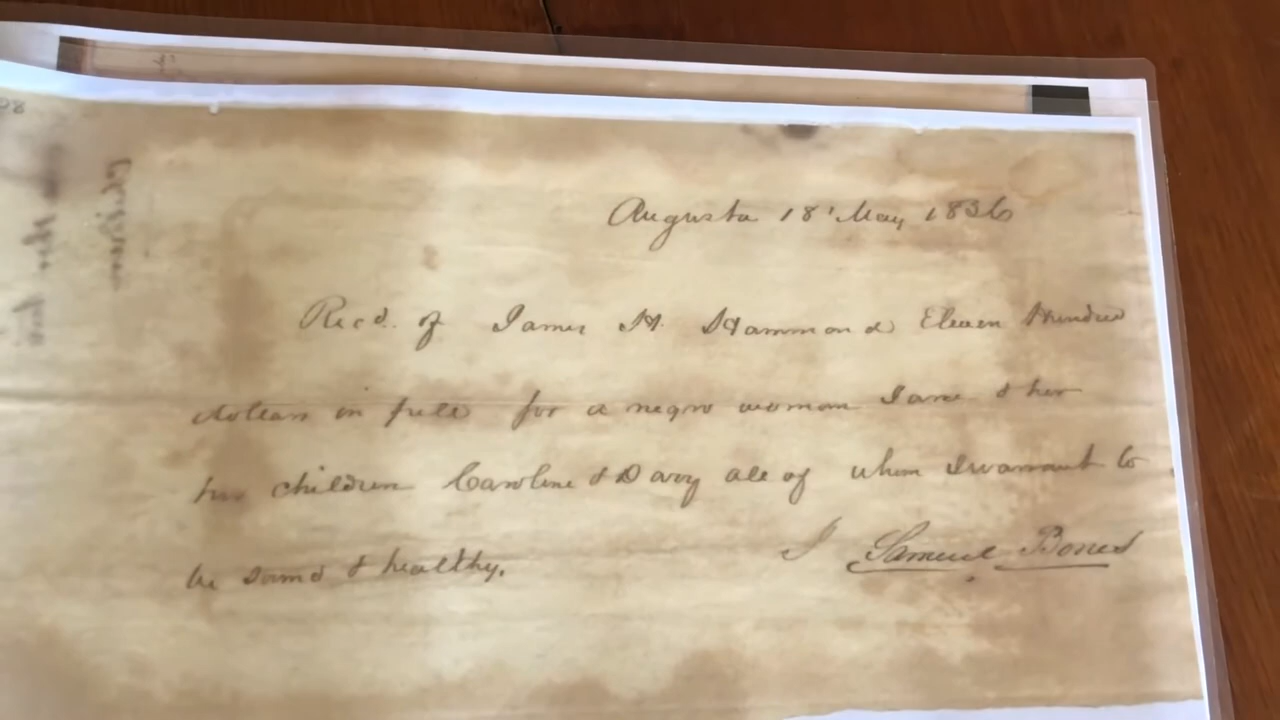 Augusta 18' May 1836
Recd. of James H. Hammond Eleven Hundred
dollars in full for a negro woman Jane & her
children Caroline & Davy all of whom I warrant to
be sound & healthy.
Samuel Bones